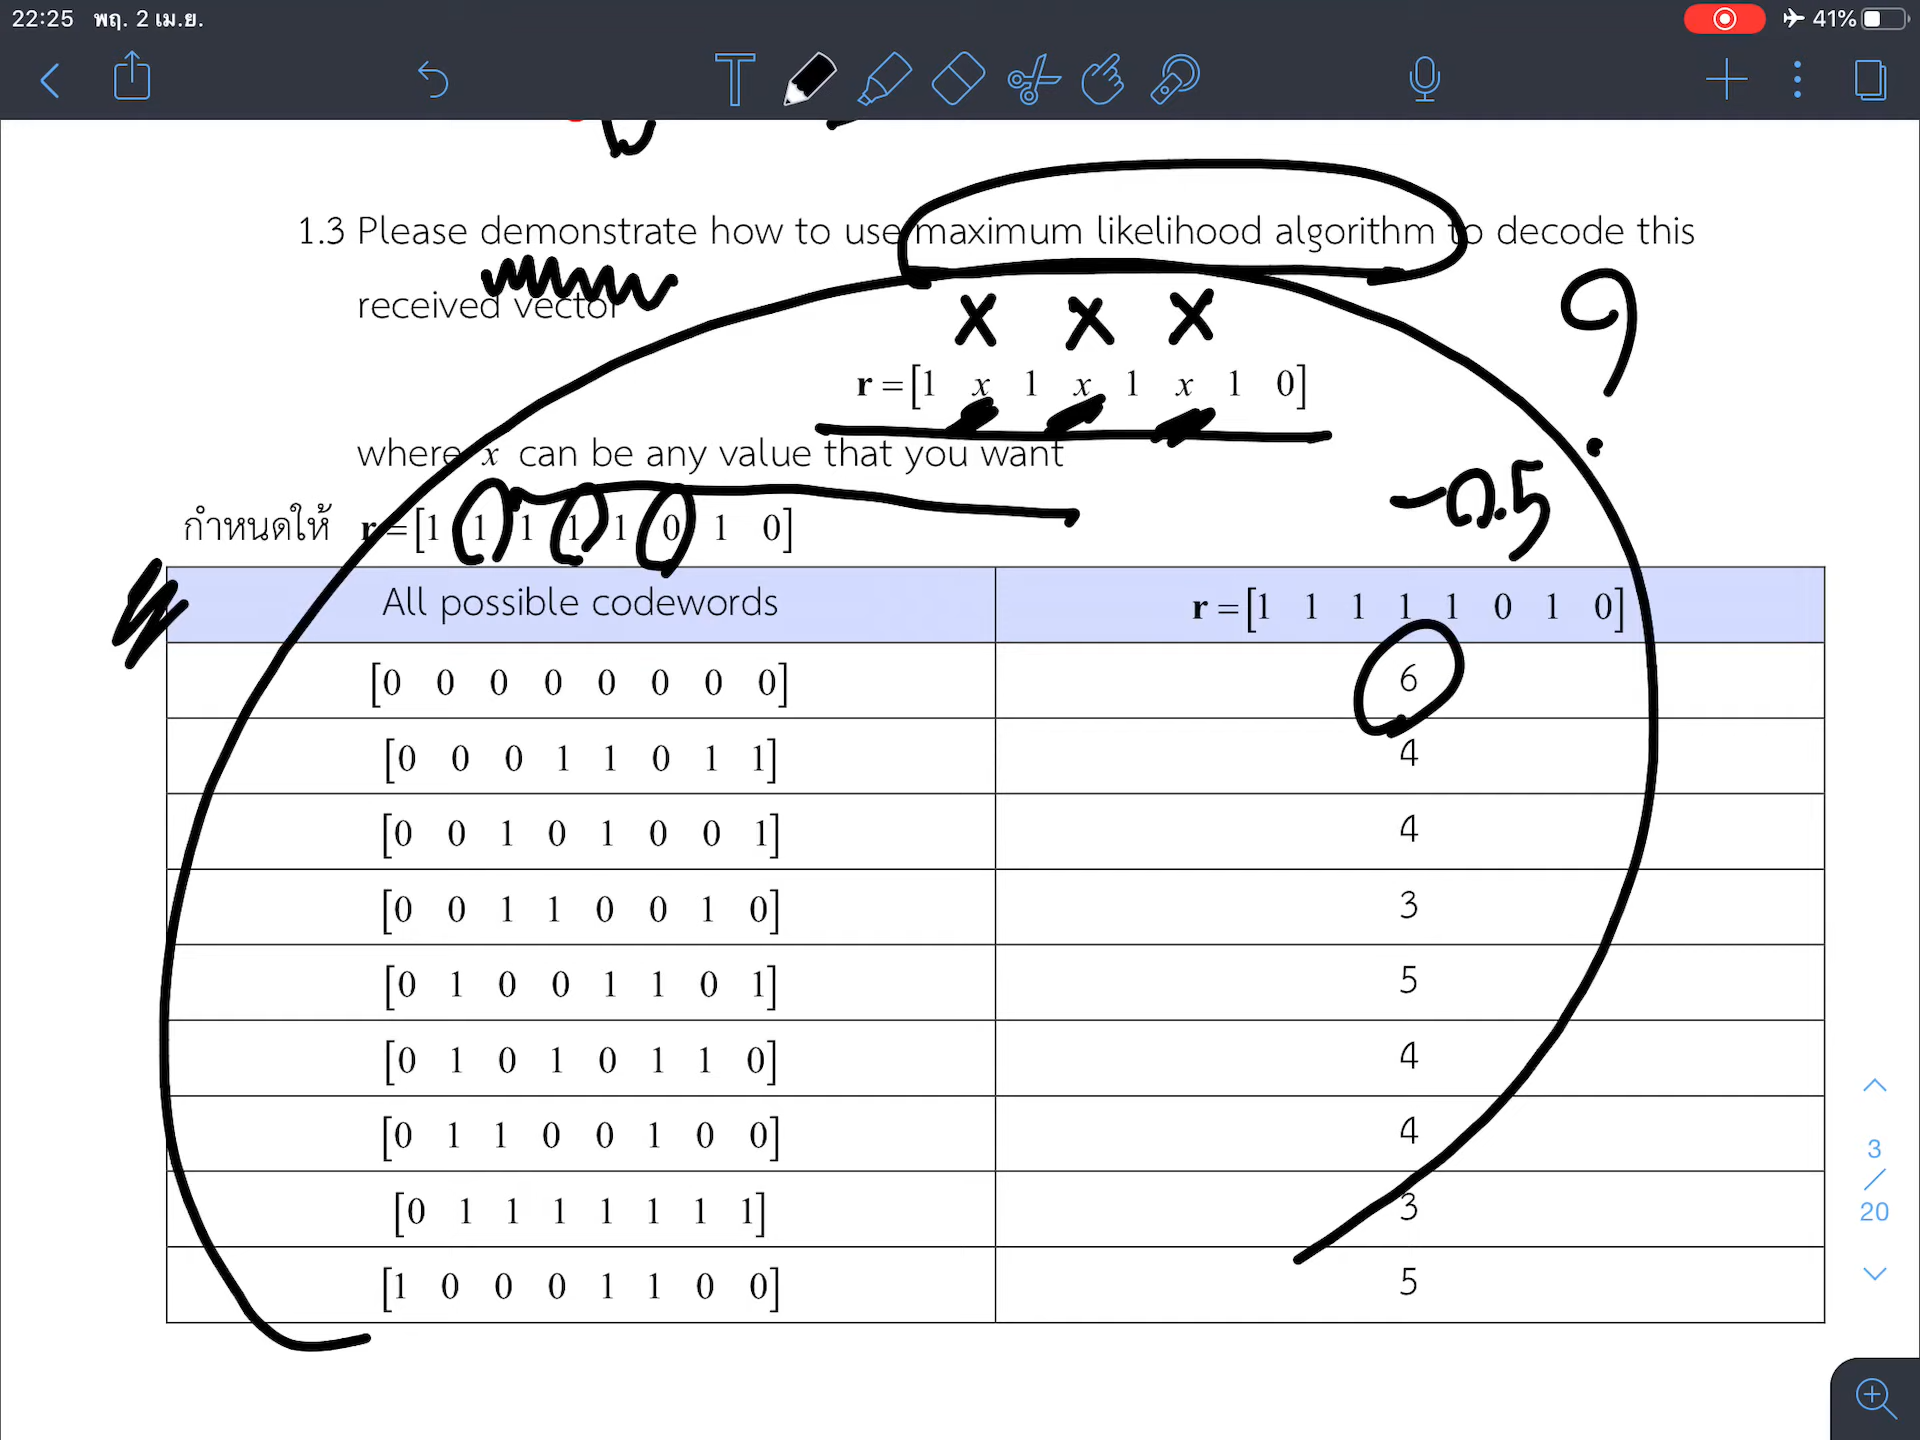 22:25 พฤ. 2 เม.ย. 41%
1.3 Please demonstrate how to use maximum likelihood algorithm to decode this
received vector
x x x
r = [1 x 1 x 1 x 1 0]
?
where x can be any value that you want
-0.5
กำหนดให้ r = [1 1 1 1 1 0 1 0]
All possible codewords r = [1 1 1 1 1 0 1 0]
[0 0 0 0 0 0 0 0] 6
[0 0 0 1 1 0 1 1] 4
[0 0 1 0 1 0 0 1] 4
[0 0 1 1 0 0 1 0] 3
[0 1 0 0 1 1 0 1] 5
[0 1 0 1 0 1 1 0] 4
[0 1 1 0 0 1 0 0] 4
[0 1 1 1 1 1 1 1] 3
[1 0 0 0 1 1 0 0] 5
3
/
20